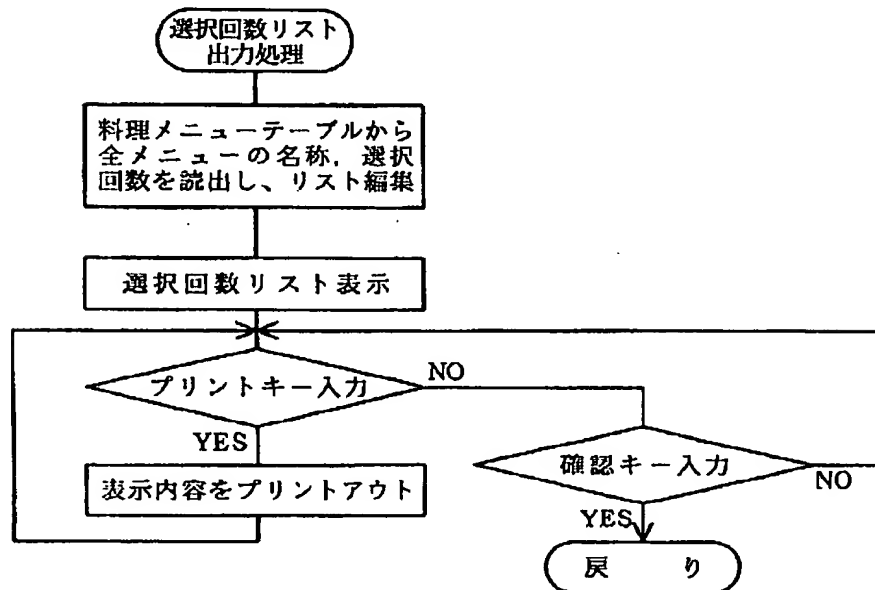 選択回数リスト
出力処理
料理メニューテーブルから
全メニューの名称，選択
回数を読出し、リスト編集
選択回数リスト表示
プリントキー入力
NO
YES
表示内容をプリントアウト
確認キー入力
NO
YES
戻り